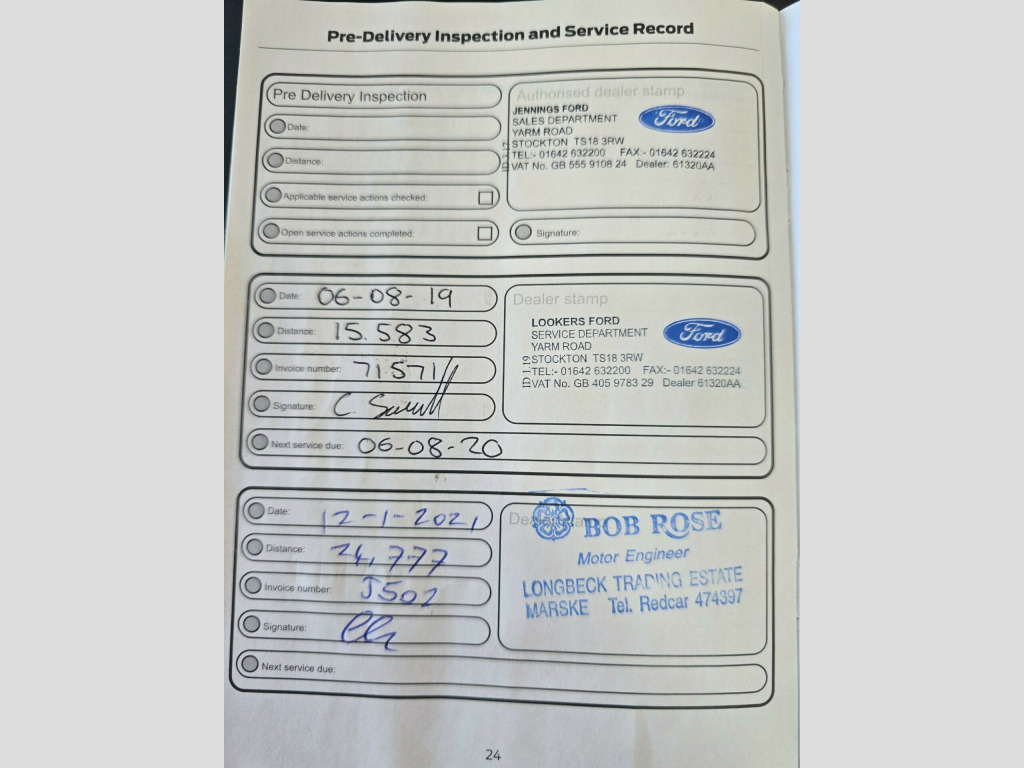 Pre-Delivery Inspection and Service Record
Pre Delivery Inspection
Date:
Distance:
Applicable service actions checked:
Open service actions completed:
Authorised dealer stamp
JENNINGS FORD
SALES DEPARTMENT
YARM ROAD
STOCKTON TS18 3RW
TEL:- 01642 632200 FAX:- 01642 632224
VAT No. GB 555 9108 24 Dealer: 61320AA
Ford
Signature:
Date: 06-08-19
Distance: 15.583
Invoice number: 71571
Signature: C.
Next service due: 06-08-20
Dealer stamp
LOOKERS FORD
SERVICE DEPARTMENT
YARM ROAD
STOCKTON TS18 3RW
TEL:- 01642 632200 FAX:- 01642 632224
VAT No. GB 405 9783 29 Dealer 61320AA
Ford
Date: 12-1-2021
Distance: 24,777
Invoice number: J502
Signature:
Next service due:
BOB ROSE
Motor Engineer
LONGBECK TRADING ESTATE
MARSKE Tel. Redcar 474397
24